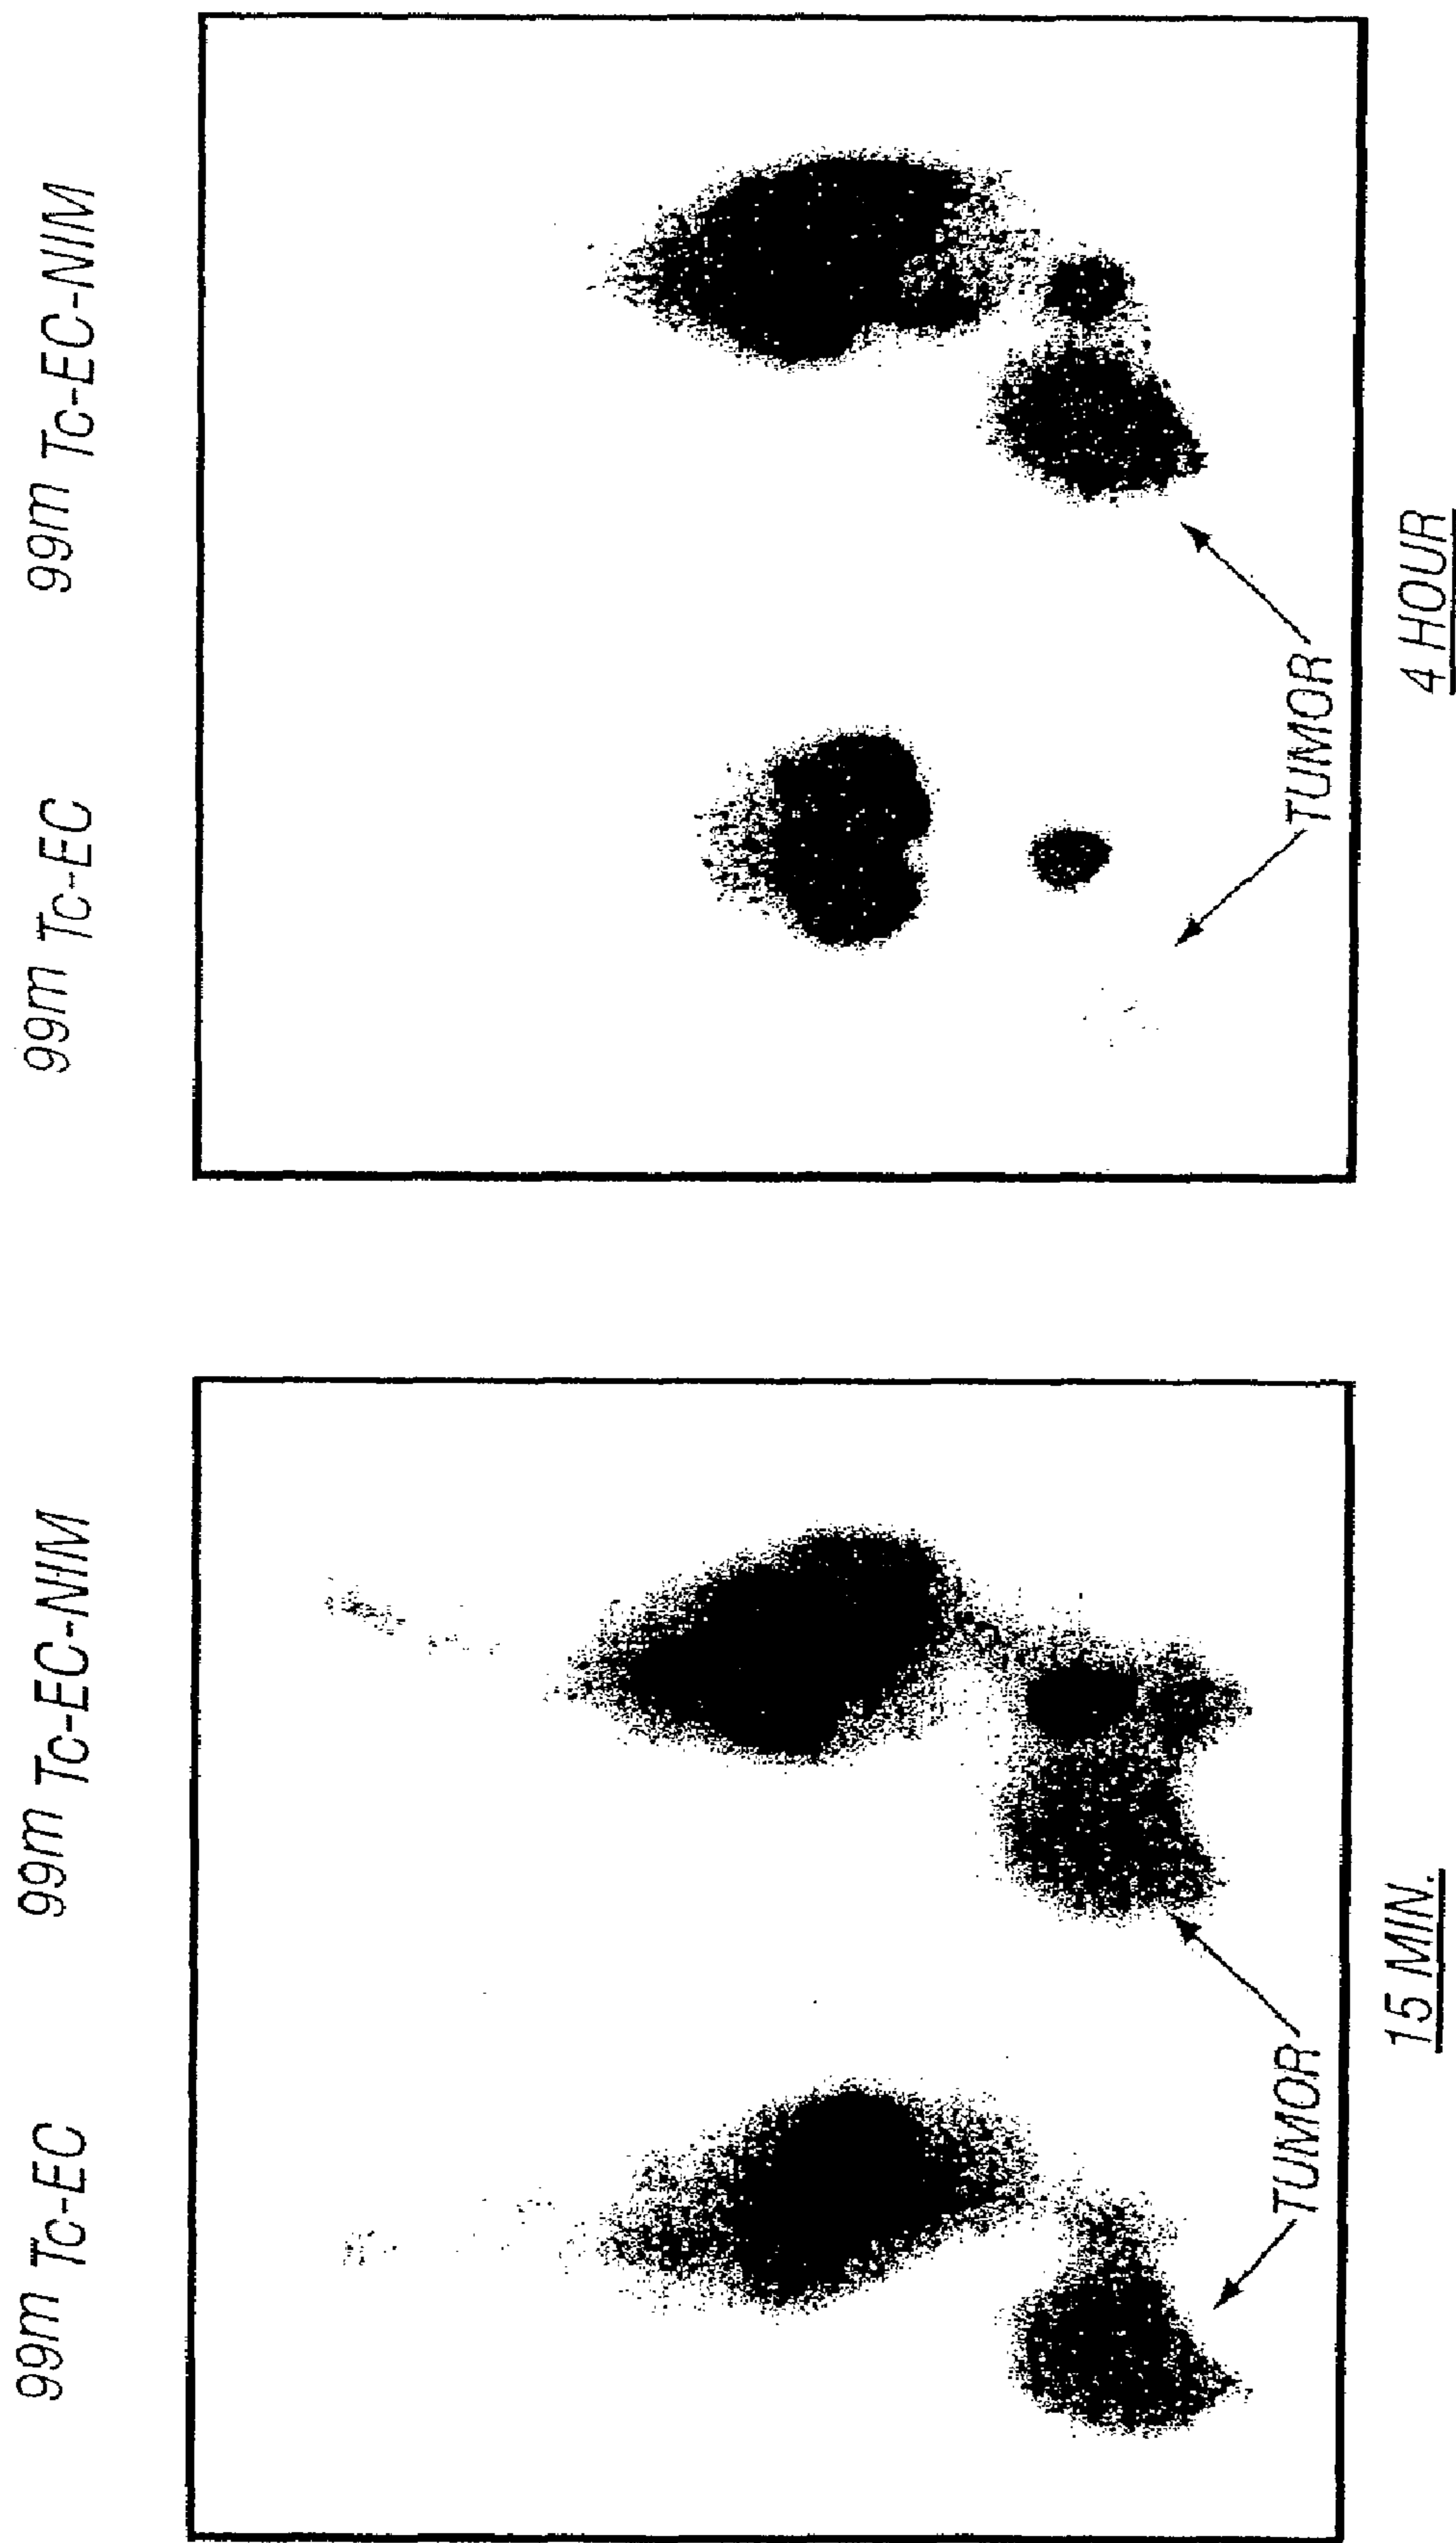 99m Tc-EC
99m Tc-EC-NIM
TUMOR
15 MIN.
99m Tc-EC
99m Tc-EC-NIM
TUMOR
4 HOUR